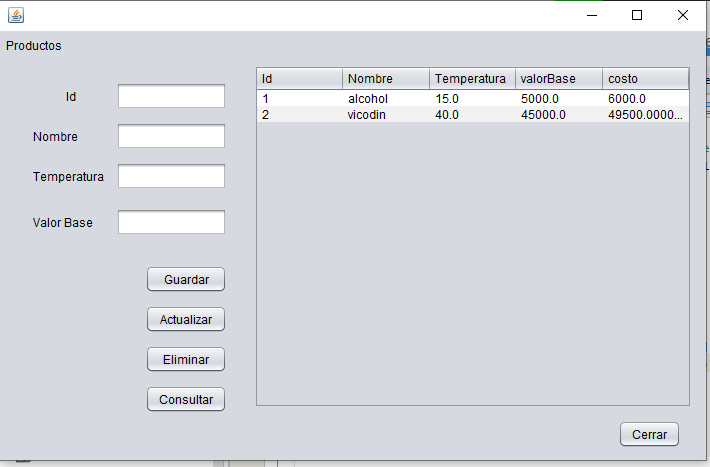 Productos
Id
Nombre
Temperatura
Valor Base
Guardar
Actualizar
Eliminar
Consultar
Id Nombre Temperatura valorBase costo
1 alcohol 15.0 5000.0 6000.0
2 vicodin 40.0 45000.0 49500.0000...
Cerrar